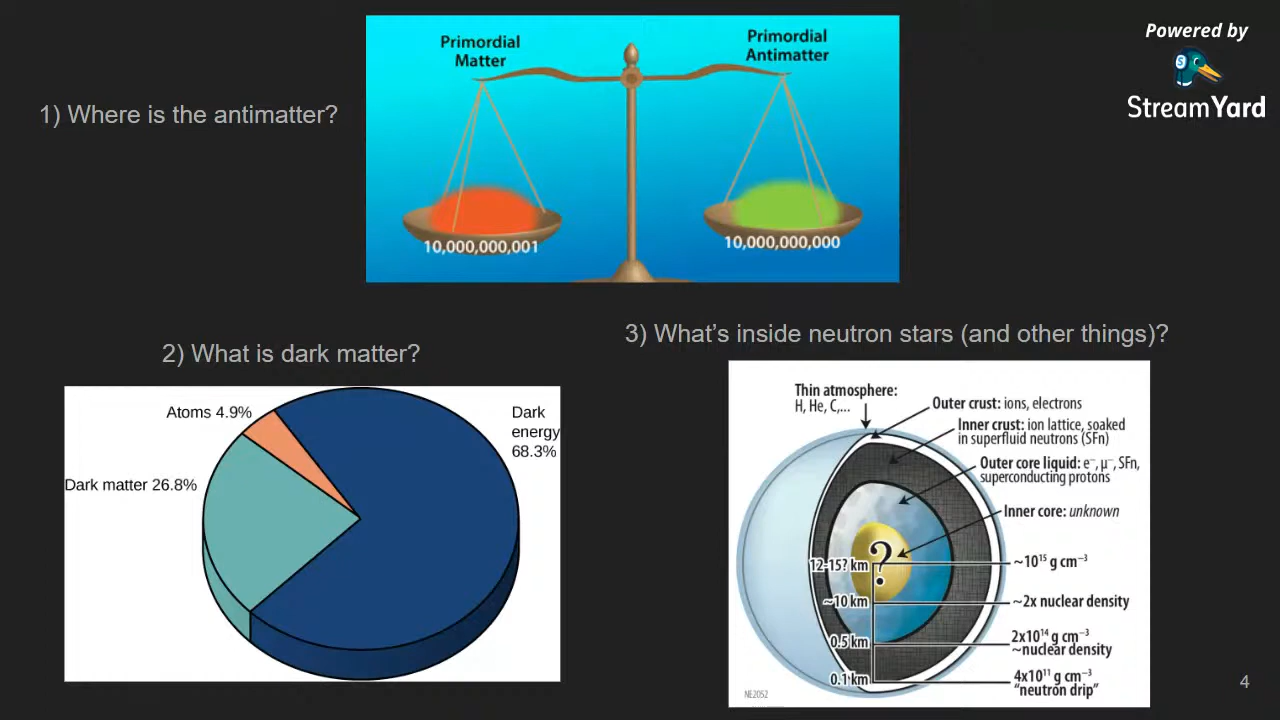 Powered by
StreamYard
1) Where is the antimatter?
Primordial
Matter
Primordial
Antimatter
10,000,000,001
10,000,000,000
2) What is dark matter?
Atoms 4.9%
Dark
energy
68.3%
Dark matter 26.8%
3) What's inside neutron stars (and other things)?
Thin atmosphere:
H, He, C,...
Outer crust: ions, electrons
Inner crust: ion lattice, soaked
in superfluid neutrons (SFn)
Outer core liquid: e⁻, μ⁻, SFn,
superconducting protons
Inner core: unknown
?
12-15? km
~10¹⁵ g cm⁻³
~10 km
~2x nuclear density
0.5 km
2x10¹⁴ g cm⁻³
~nuclear density
0.1 km
4x10¹¹ g cm⁻³
"neutron drip"
NE2052
4